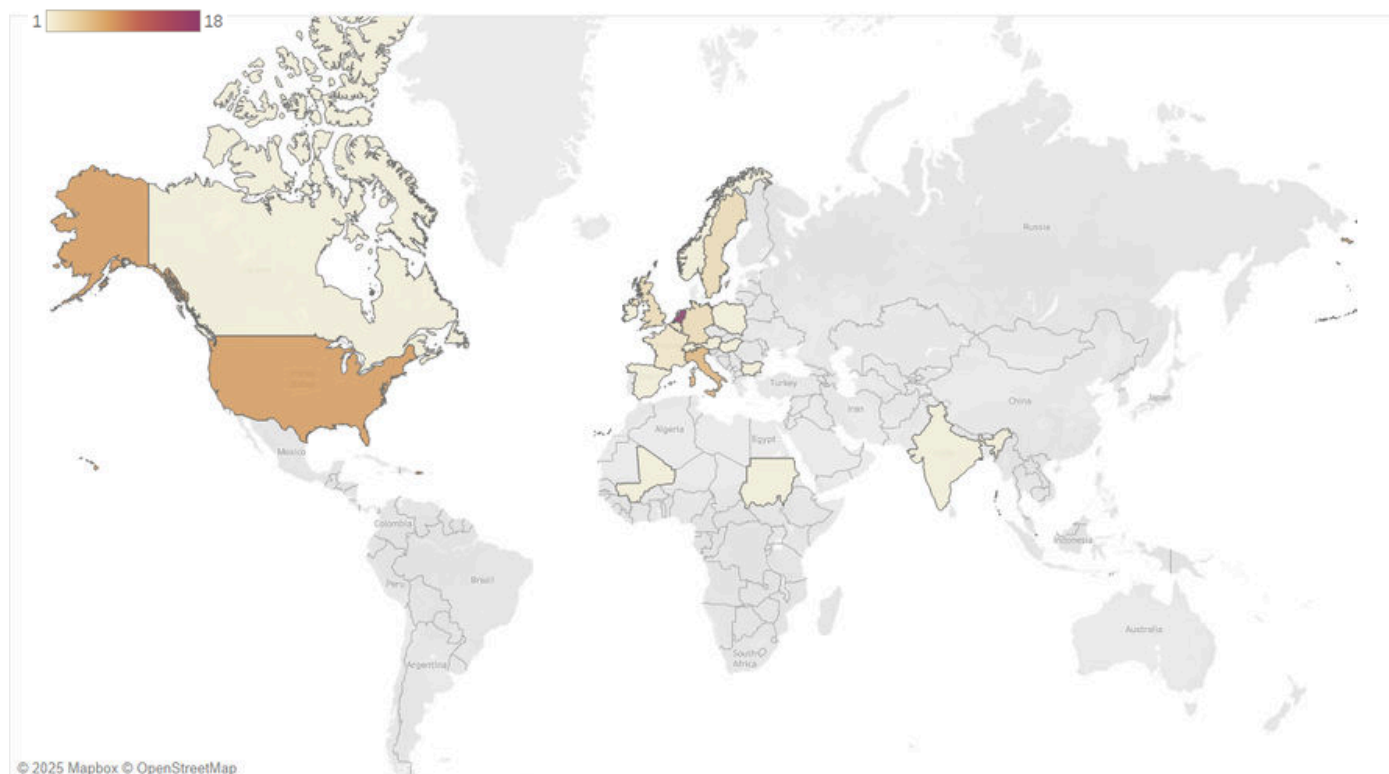 1 18
Russia
Turkey
Japan
China
Iran
Algeria
Egypt
Mexico
Colombia
Indonesia
Peru
Brazil
Australia
South
Africa
Argentina
© 2025 Mapbox © OpenStreetMap